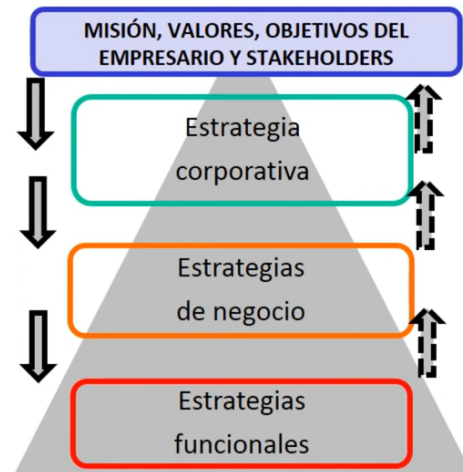 MISIÓN, VALORES, OBJETIVOS DEL
EMPRESARIO Y STAKEHOLDERS
Estrategia
corporativa
Estrategias
de negocio
Estrategias
funcionales